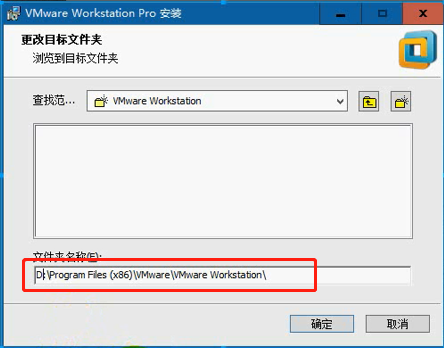 VMware Workstation Pro 安装
更改目标文件夹
浏览到目标文件夹
查找范...
VMware Workstation
文件夹名称(F):
D:\Program Files (x86)\VMware\VMware Workstation\
确定
取消